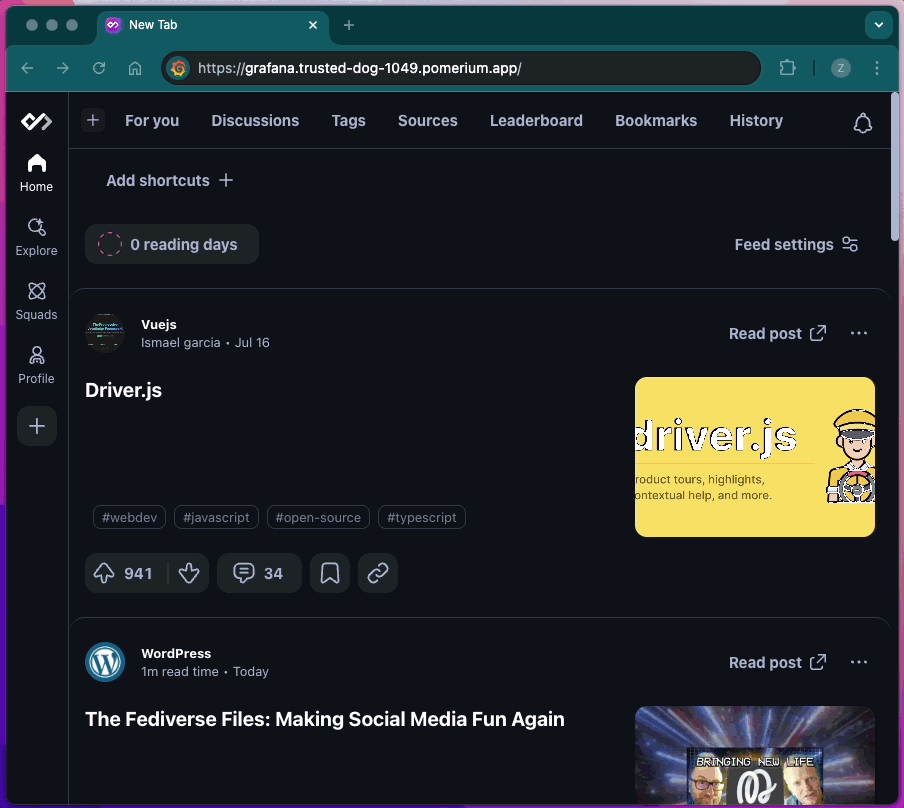 New Tab
https://grafana.trusted-dog-1049.pomerium.app/
Z
For you
Discussions
Tags
Sources
Leaderboard
Bookmarks
History
Home
Explore
Squads
Profile
Add shortcuts
0 reading days
Feed settings
Vuejs
Ismael garcia • Jul 16
Read post
Driver.js
driver.js
roduct tours, highlights,
ontextual help, and more.
#webdev
#javascript
#open-source
#typescript
941
34
WordPress
1m read time • Today
Read post
The Fediverse Files: Making Social Media Fun Again
BRINGING NEW LIFE